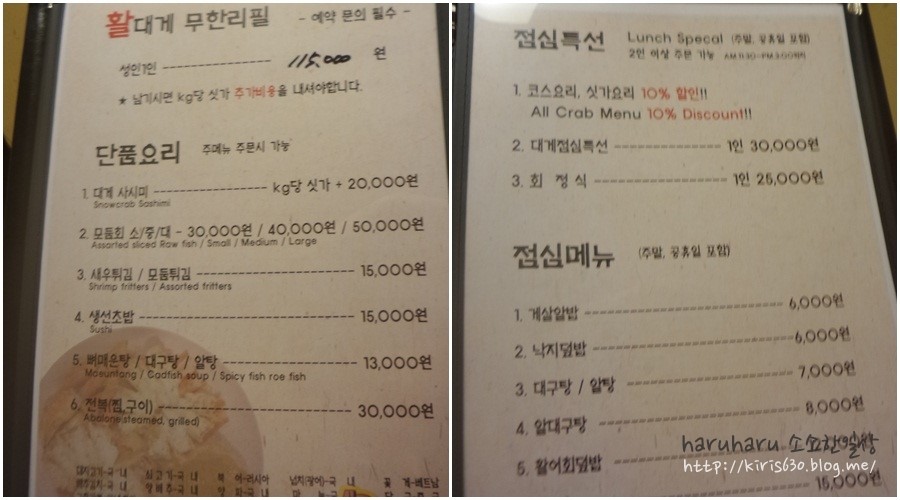 활대게 무한리필 - 예약 문의 필수 -
성인1인 115,000 원
★ 남기시면 kg당 싯가 추가비용을 내셔야합니다.
단품요리 주메뉴 주문시 가능
1. 대게 사시미 kg당 싯가 + 20,000원
Snowcrab Sashimi
2. 모둠회 소/중/대 - 30,000원 / 40,000원 / 50,000원
Assorted sliced Raw fish / Small / Medium / Large
3. 새우튀김 / 모둠튀김 15,000원
Shrimp fritters / Assorted fritters
4. 생선초밥 15,000원
Sushi
5. 뼈매운탕 / 대구탕 / 알탕 13,000원
Maeuntang / Codfish soup / Spicy fish roe fish
6. 전복(찜,구이) 30,000원
Abalone(steamed, grilled)
점심특선 Lunch Specal (주말, 공휴일 포함)
2인 이상 주문 가능 AM.11:30~PM.3:00까지
1. 코스요리, 싯가요리 10% 할인!!
All Crab Menu 10% Discount!!
2. 대게점심특선 1인 30,000원
3. 회 정 식 1인 25,000원
점심메뉴 (주말, 공휴일 포함)
1. 게살알밥 6,000원
2. 낙지덮밥 6,000원
3. 대구탕 / 알탕 7,000원
4. 알대구탕 8,000원
5. 활어회덮밥
15,000원
haruharu 소소한일상
http://kiris630.blog.me/